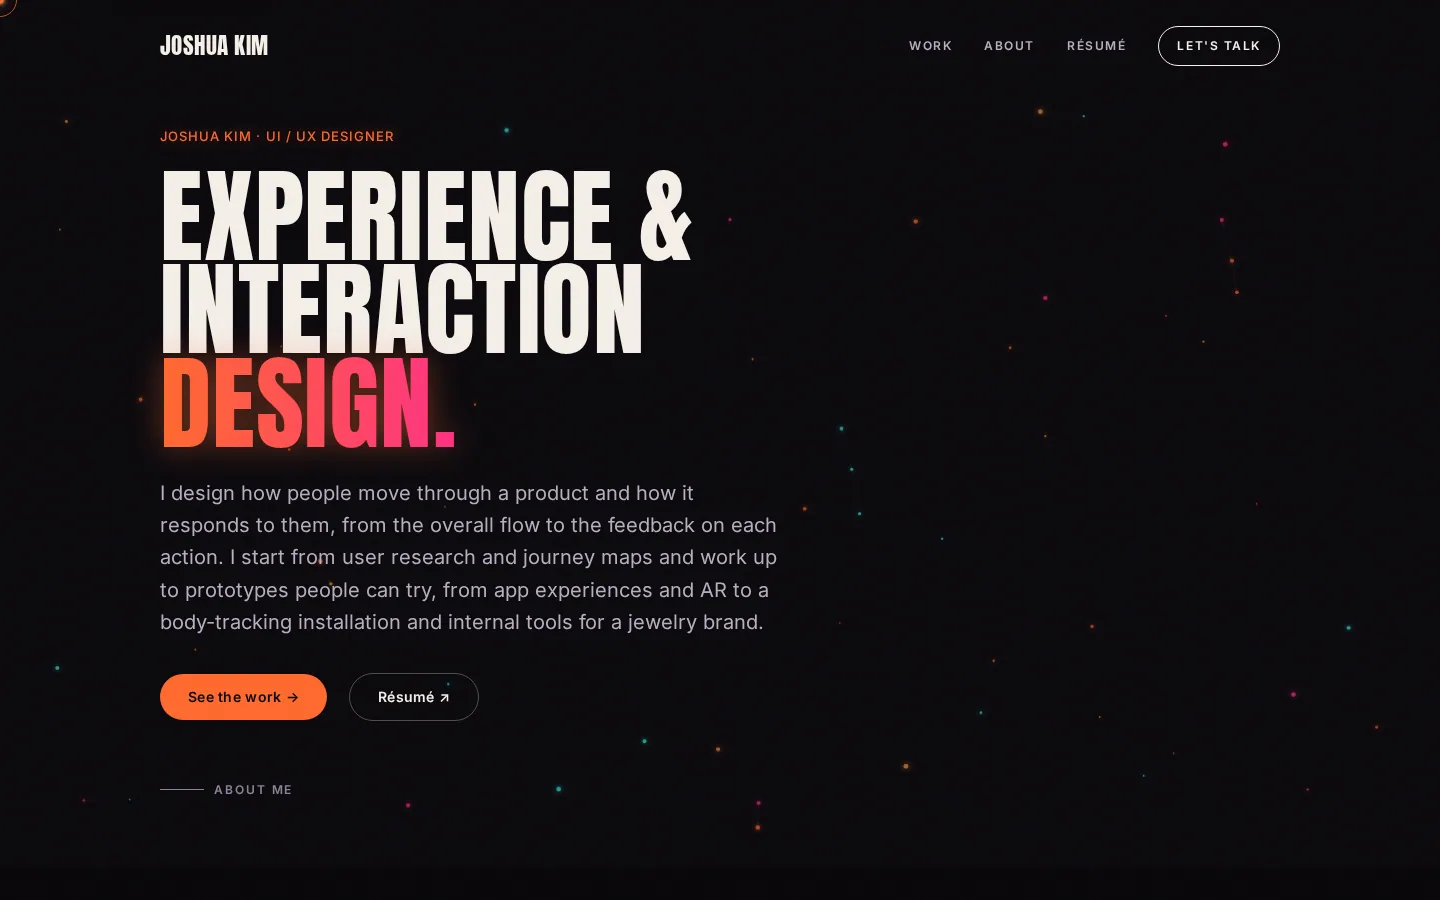 JOSHUA KIM
WORK
ABOUT
RÉSUMÉ
LET'S TALK
JOSHUA KIM · UI / UX DESIGNER
EXPERIENCE &
INTERACTION
DESIGN.
I design how people move through a product and how it
responds to them, from the overall flow to the feedback on each
action. I start from user research and journey maps and work up
to prototypes people can try, from app experiences and AR to a
body-tracking installation and internal tools for a jewelry brand.
See the work →
Résumé ↗
ABOUT ME